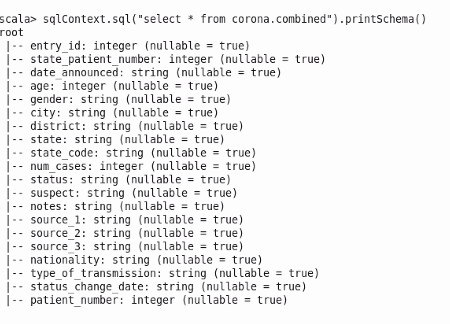 scala> sqlContext.sql("select * from corona.combined").printSchema()
root
|-- entry_id: integer (nullable = true)
|-- state_patient_number: integer (nullable = true)
|-- date_announced: string (nullable = true)
|-- age: integer (nullable = true)
|-- gender: string (nullable = true)
|-- city: string (nullable = true)
|-- district: string (nullable = true)
|-- state: string (nullable = true)
|-- state_code: string (nullable = true)
|-- num_cases: integer (nullable = true)
|-- status: string (nullable = true)
|-- suspect: string (nullable = true)
|-- notes: string (nullable = true)
|-- source_1: string (nullable = true)
|-- source_2: string (nullable = true)
|-- source_3: string (nullable = true)
|-- nationality: string (nullable = true)
|-- type_of_transmission: string (nullable = true)
|-- status_change_date: string (nullable = true)
|-- patient_number: integer (nullable = true)